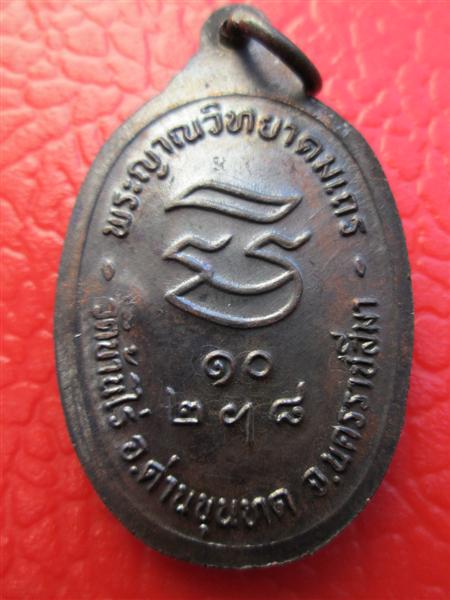 พระญาณวิทยาคมเถร
๑๐
๒ ๗ ๘
วัดบ้านไร่ อ.ด่านขุนทด จ.นครราชสีมา